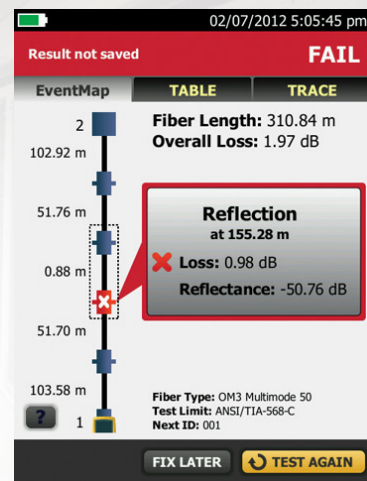 02/07/2012 5:05:45 pm
Result not saved
FAIL
EventMap
TABLE
TRACE
2
102.92 m
51.76 m
0.88 m
51.70 m
103.58 m
1
?
Fiber Length: 310.84 m
Overall Loss: 1.97 dB
Reflection
at 155.28 m
Loss: 0.98 dB
Reflectance: -50.76 dB
Fiber Type: OM3 Multimode 50
Test Limit: ANSI/TIA-568-C
Next ID: 001
FIX LATER
TEST AGAIN